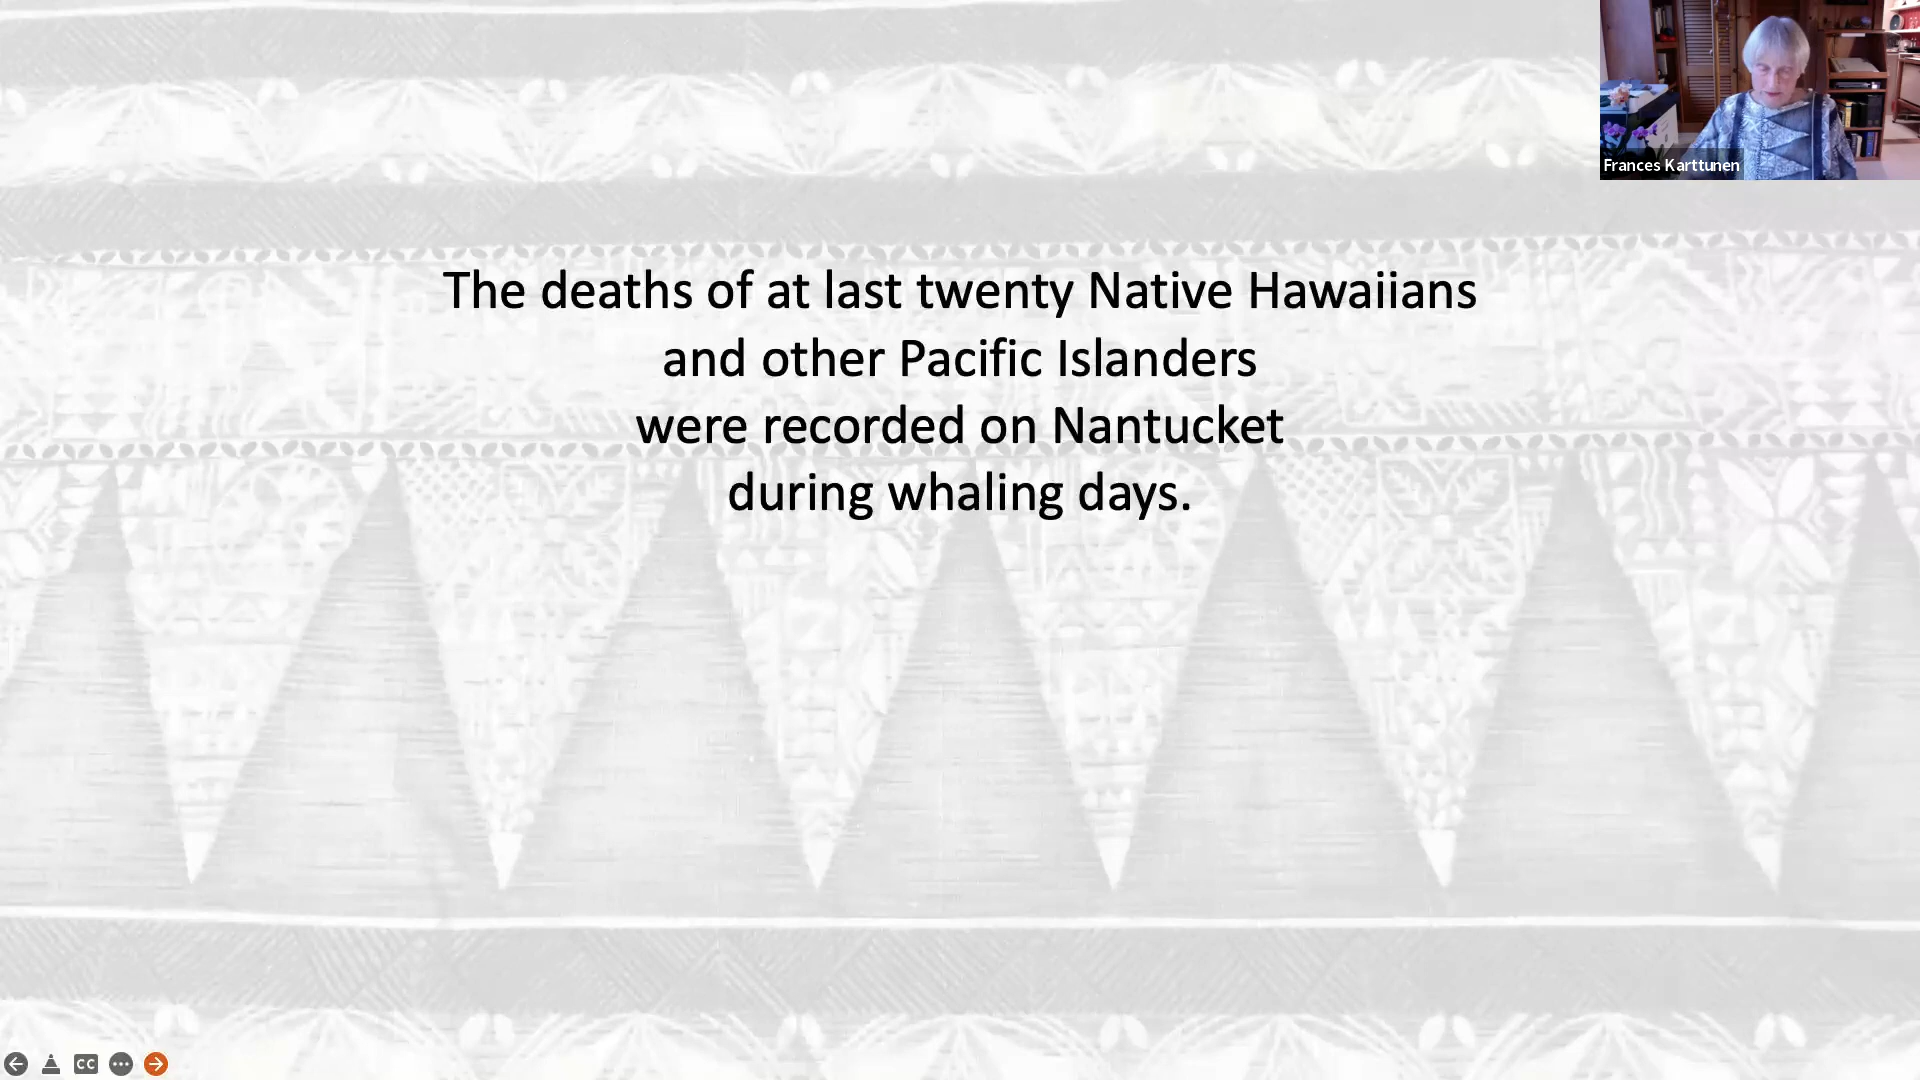 Frances Karttunen
The deaths of at last twenty Native Hawaiians
and other Pacific Islanders
were recorded on Nantucket
during whaling days.
CC